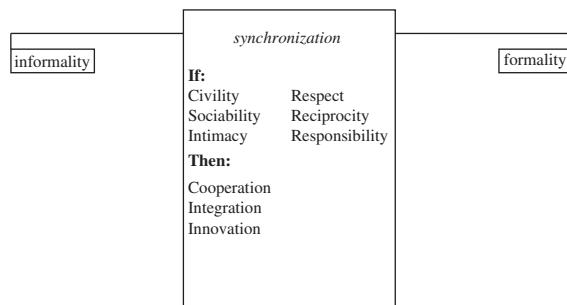 synchronization
informality
formality
If:
Civility Respect
Sociability Reciprocity
Intimacy Responsibility
Then:
Cooperation
Integration
Innovation